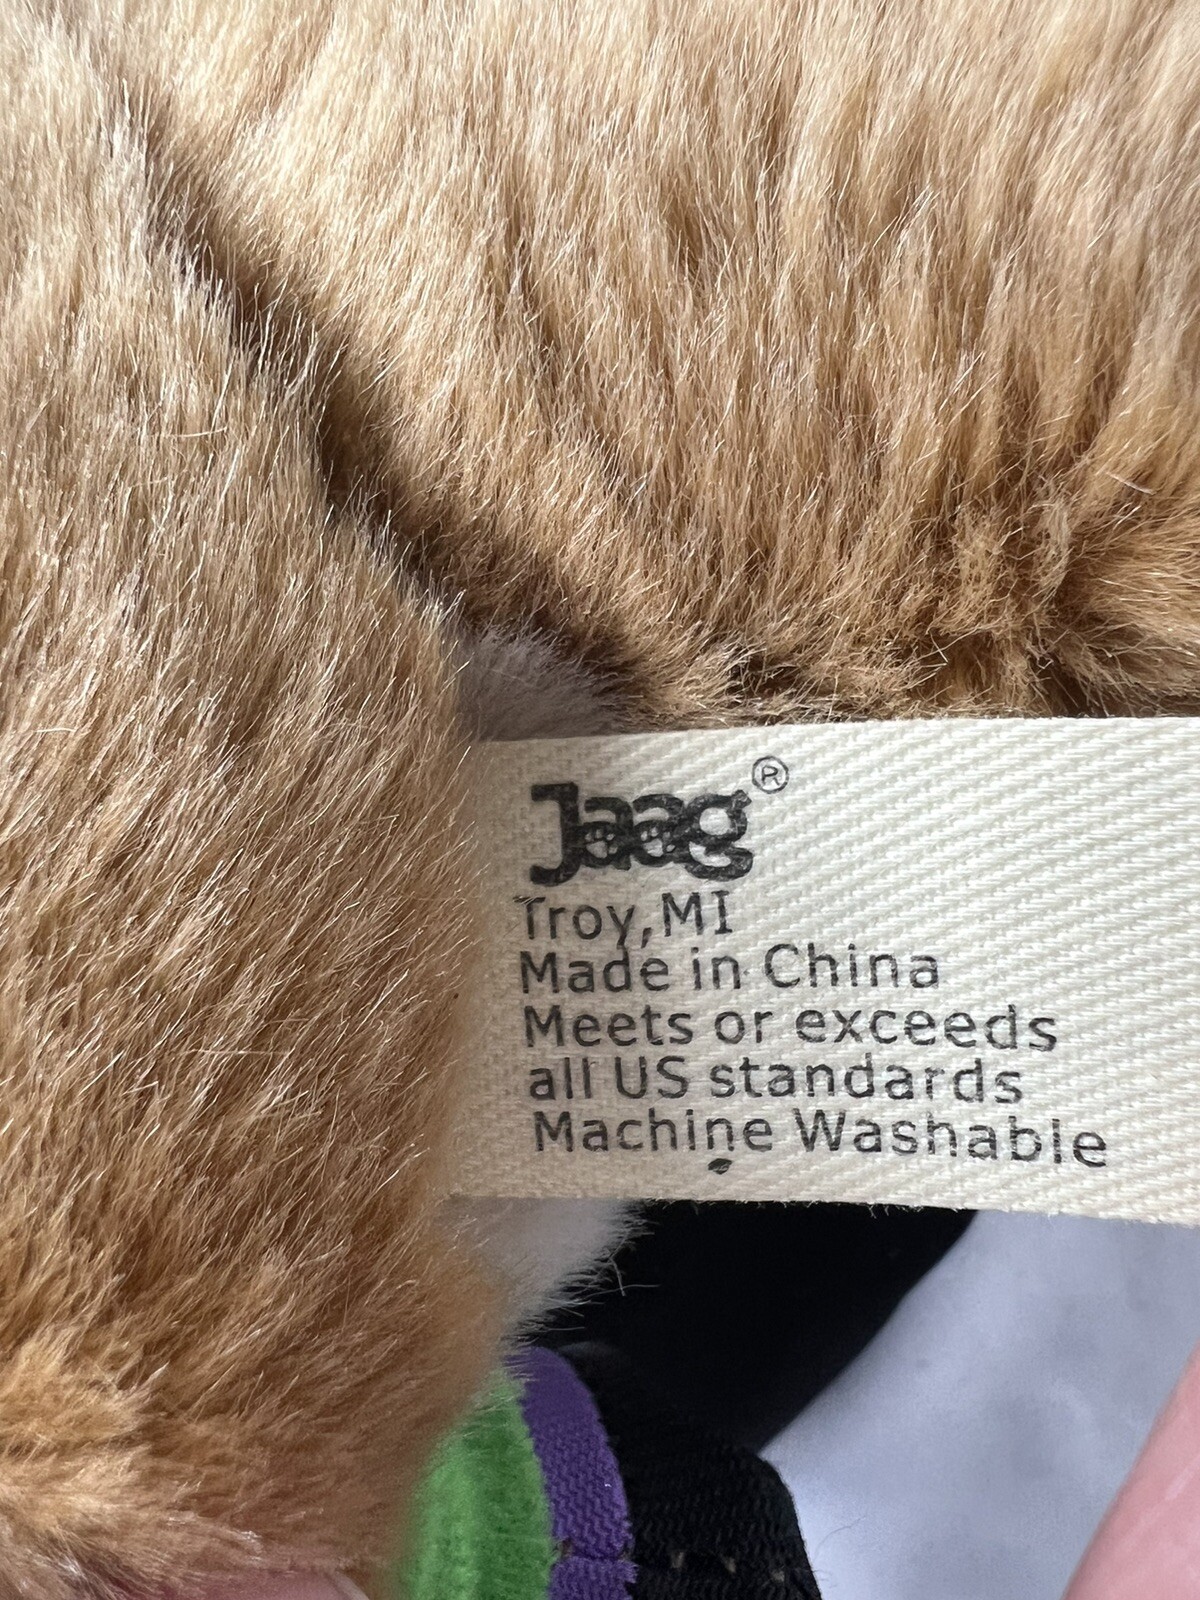 Jaag®
Troy, MI
Made in China
Meets or exceeds
all US standards
Machine Washable